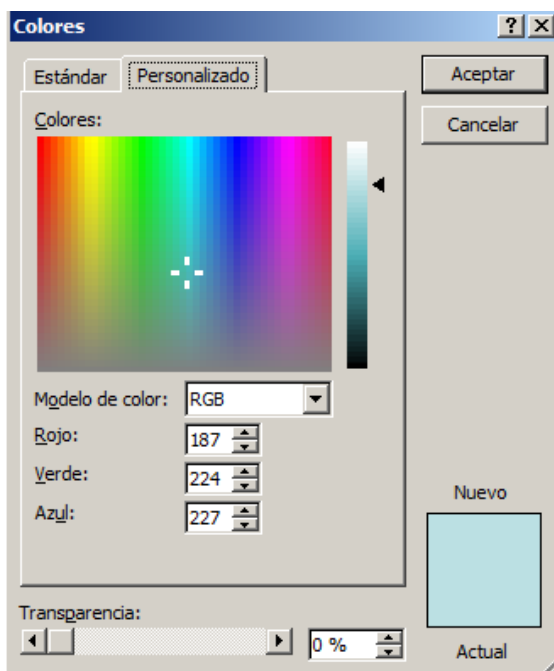 Colores
Estándar Personalizado
Aceptar
Cancelar
Colores:
Modelo de color: RGB
Rojo: 187
Verde: 224
Azul: 227
Nuevo
Transparencia:
0 %
Actual